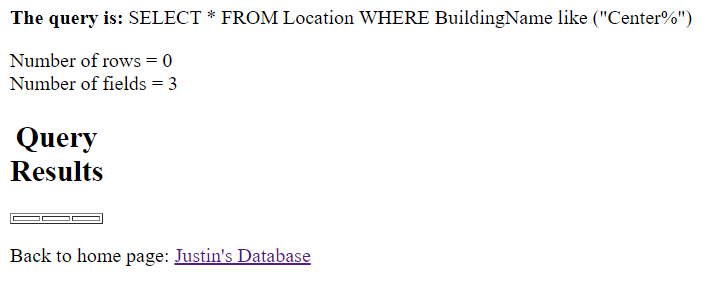 The query is: SELECT * FROM Location WHERE BuildingName like ("Center%")
Number of rows = 0
Number of fields = 3
Query
Results
Back to home page: Justin's Database